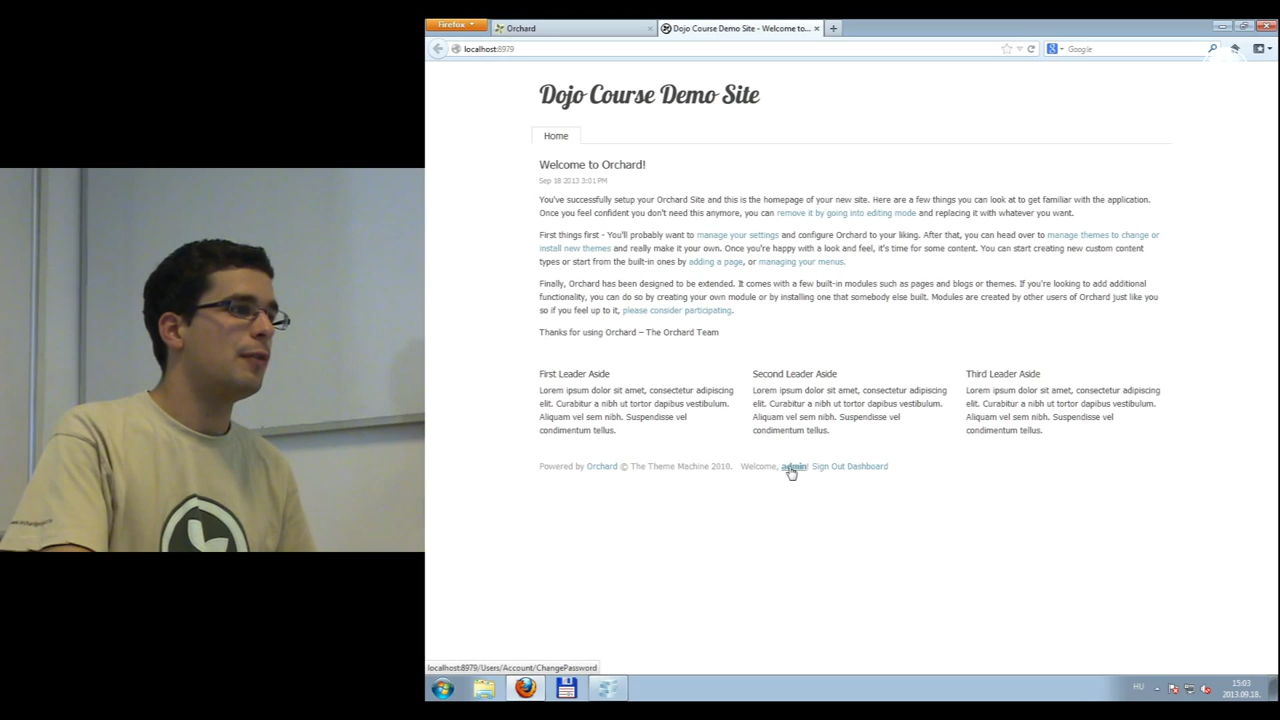 Firefox
Orchard
Dojo Course Demo Site - Welcome to...
localhost:8979
Google
Dojo Course Demo Site
Home
Welcome to Orchard!
Sep 18 2013 3:01 PM
You've successfully setup your Orchard Site and this is the homepage of your new site. Here are a few things you can look at to get familiar with the application.
Once you feel confident you don't need this anymore, you can remove it by going into editing mode and replacing it with whatever you want.
First things first - You'll probably want to manage your settings and configure Orchard to your liking. After that, you can head over to manage themes to change or
install new themes and really make it your own. Once you're happy with a look and feel, it's time for some content. You can start creating new custom content
types or start from the built-in ones by adding a page, or managing your menus.
Finally, Orchard has been designed to be extended. It comes with a few built-in modules such as pages and blogs or themes. If you're looking to add additional
functionality, you can do so by creating your own module or by installing one that somebody else built. Modules are created by other users of Orchard just like you
so if you feel up to it, please consider participating.
Thanks for using Orchard – The Orchard Team
First Leader Aside
Lorem ipsum dolor sit amet, consectetur adipiscing
elit. Curabitur a nibh ut tortor dapibus vestibulum.
Aliquam vel sem nibh. Suspendisse vel
condimentum tellus.
Second Leader Aside
Lorem ipsum dolor sit amet, consectetur adipiscing
elit. Curabitur a nibh ut tortor dapibus vestibulum.
Aliquam vel sem nibh. Suspendisse vel
condimentum tellus.
Third Leader Aside
Lorem ipsum dolor sit amet, consectetur adipiscing
elit. Curabitur a nibh ut tortor dapibus vestibulum.
Aliquam vel sem nibh. Suspendisse vel
condimentum tellus.
Powered by Orchard © The Theme Machine 2010. Welcome, admin! Sign Out Dashboard
localhost:8979/Users/Account/ChangePassword
HU
15:03
2013.09.18.